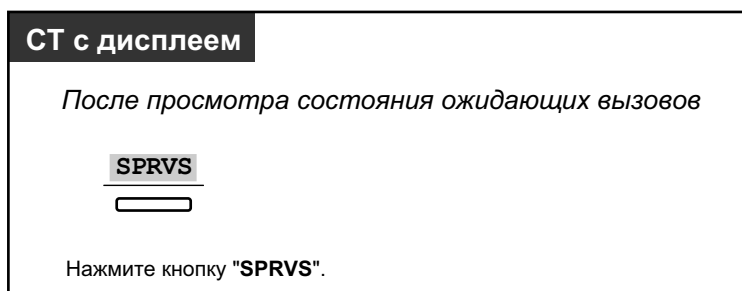 СТ с дисплеем
После просмотра состояния ожидающих вызовов
SPRVS
Нажмите кнопку "SPRVS".